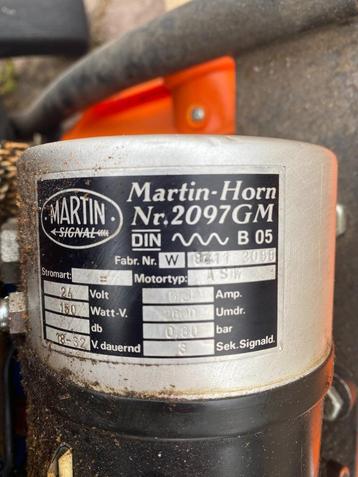 MARTIN
SIGNAL
Martin-Horn
Nr.2097GM
DIN B 05
Fabr. Nr. W
Stromart: = Motortyp:
24 Volt Amp.
150 Watt-V. Umdr.
db 0,80 bar
V. dauernd S Sek. Signald.